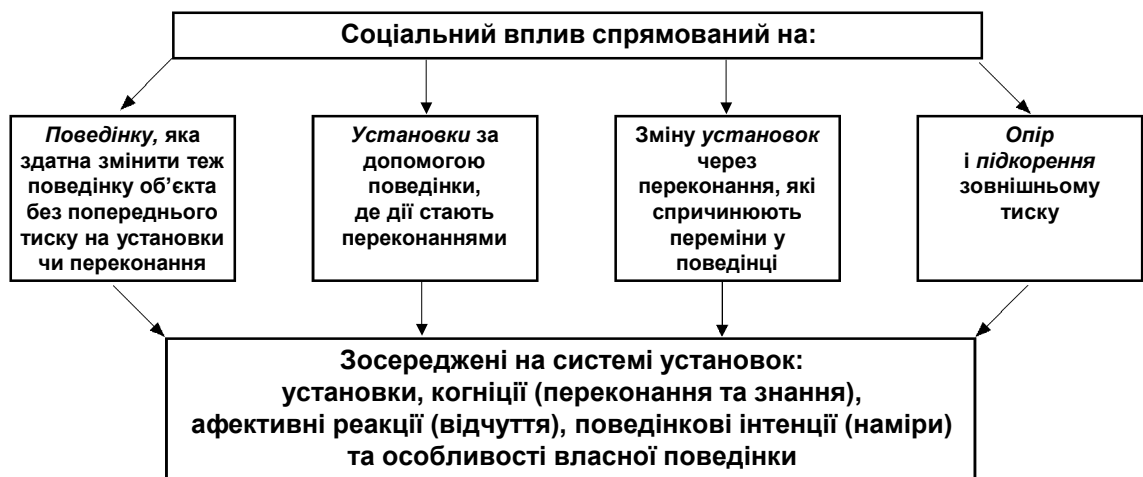 Соціальний вплив спрямований на:
Поведінку, яка
здатна змінити теж
поведінку об’єкта
без попереднього
тиску на установки
чи переконання
Установки за
допомогою
поведінки,
де дії стають
переконаннями
Зміну установок
через
переконання, які
спричинюють
переміни у
поведінці
Опір
і підкорення
зовнішньому
тиску
Зосереджені на системі установок:
установки, когніції (переконання та знання),
афективні реакції (відчуття), поведінкові інтенції (наміри)
та особливості власної поведінки